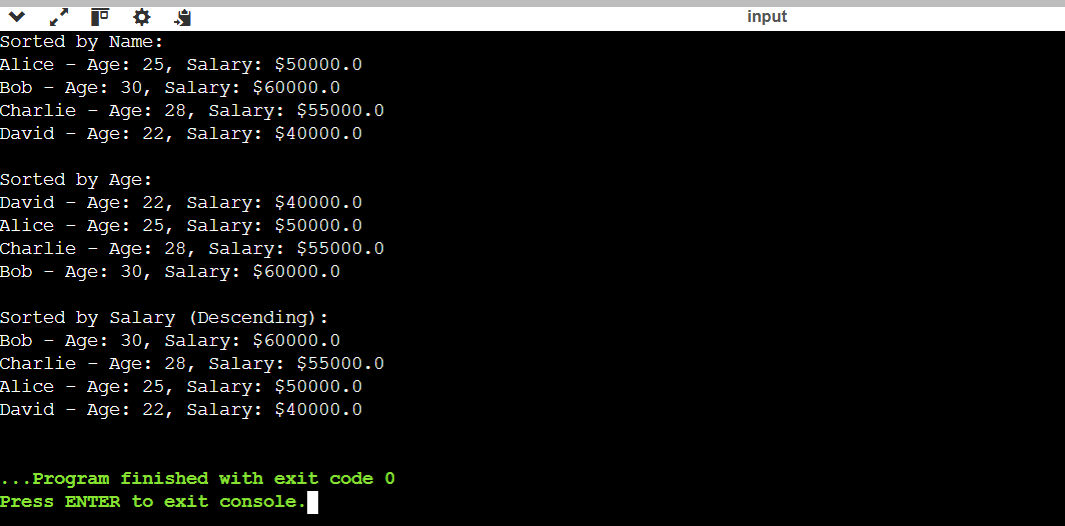 input
Sorted by Name:
Alice - Age: 25, Salary: $50000.0
Bob - Age: 30, Salary: $60000.0
Charlie - Age: 28, Salary: $55000.0
David - Age: 22, Salary: $40000.0
Sorted by Age:
David - Age: 22, Salary: $40000.0
Alice - Age: 25, Salary: $50000.0
Charlie - Age: 28, Salary: $55000.0
Bob - Age: 30, Salary: $60000.0
Sorted by Salary (Descending):
Bob - Age: 30, Salary: $60000.0
Charlie - Age: 28, Salary: $55000.0
Alice - Age: 25, Salary: $50000.0
David - Age: 22, Salary: $40000.0
...Program finished with exit code 0
Press ENTER to exit console.